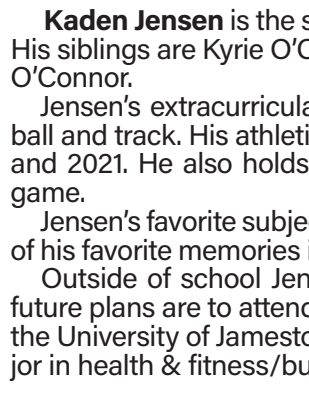 Kaden Jensen is the s
His siblings are Kyrie O'C
O'Connor.
Jensen's extracurricula
ball and track. His athleti
and 2021. He also holds
game.
Jensen's favorite subje
of his favorite memories i
Outside of school Jen
future plans are to attend
the University of Jamesto
jor in health & fitness/bu